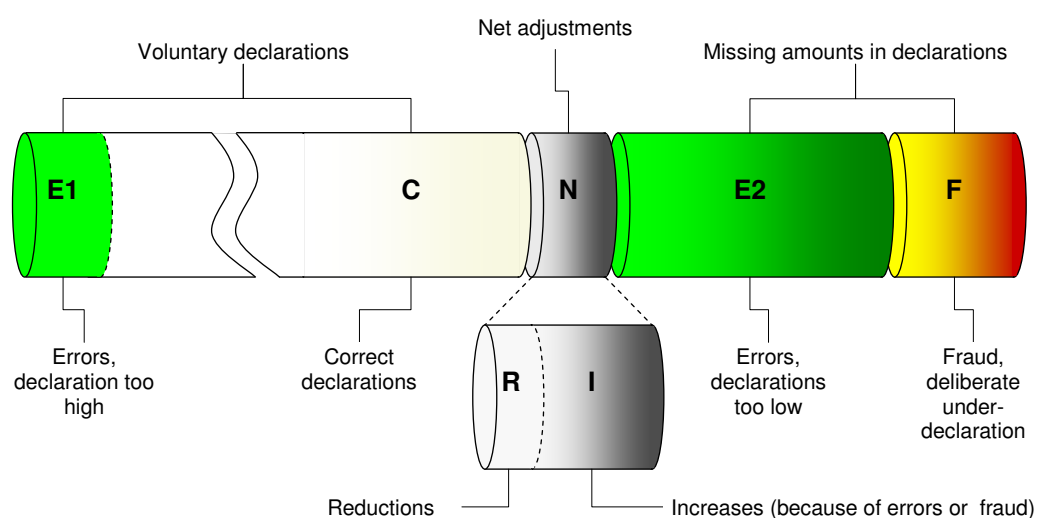 Net adjustments
Voluntary declarations
Missing amounts in declarations
E1
C
N
E2
F
Errors,
declaration too
high
Correct
declarations
Errors,
declarations
too low
Fraud,
deliberate
under-
declaration
R
I
Reductions
Increases (because of errors or fraud)